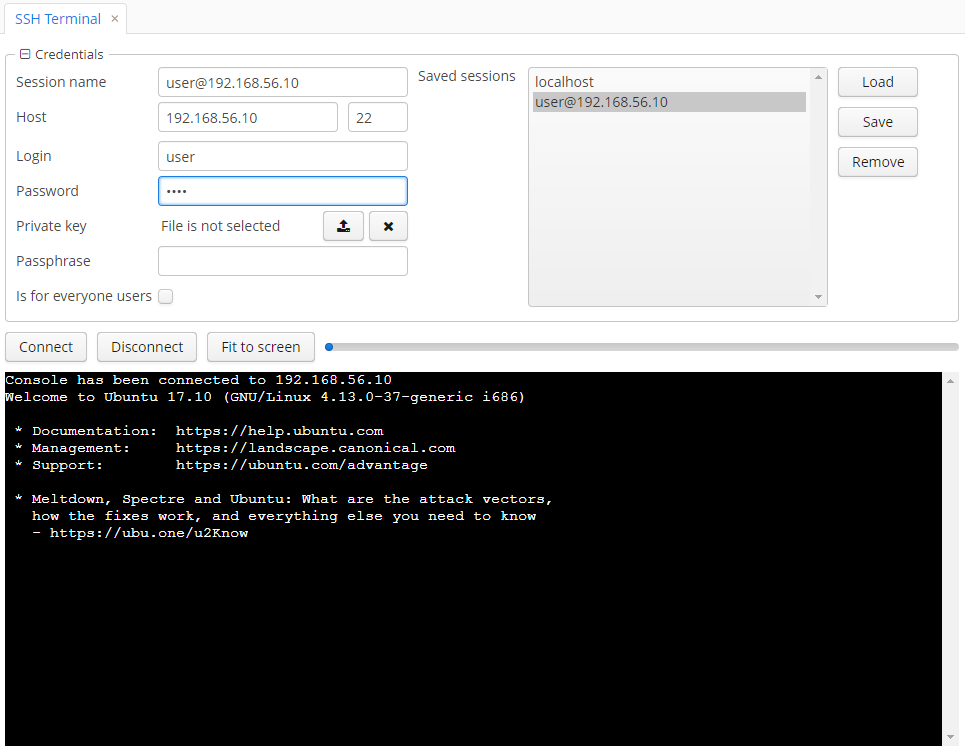 SSH Terminal ×
Credentials
Session name user@192.168.56.10
Host 192.168.56.10 22
Login user
Password ••••
Private key File is not selected
Passphrase
Is for everyone users
Saved sessions
localhost
user@192.168.56.10
Load
Save
Remove
Connect Disconnect Fit to screen
Console has been connected to 192.168.56.10
Welcome to Ubuntu 17.10 (GNU/Linux 4.13.0-37-generic i686)
* Documentation: https://help.ubuntu.com
* Management: https://landscape.canonical.com
* Support: https://ubuntu.com/advantage
* Meltdown, Spectre and Ubuntu: What are the attack vectors,
how the fixes work, and everything else you need to know
- https://ubu.one/u2Know